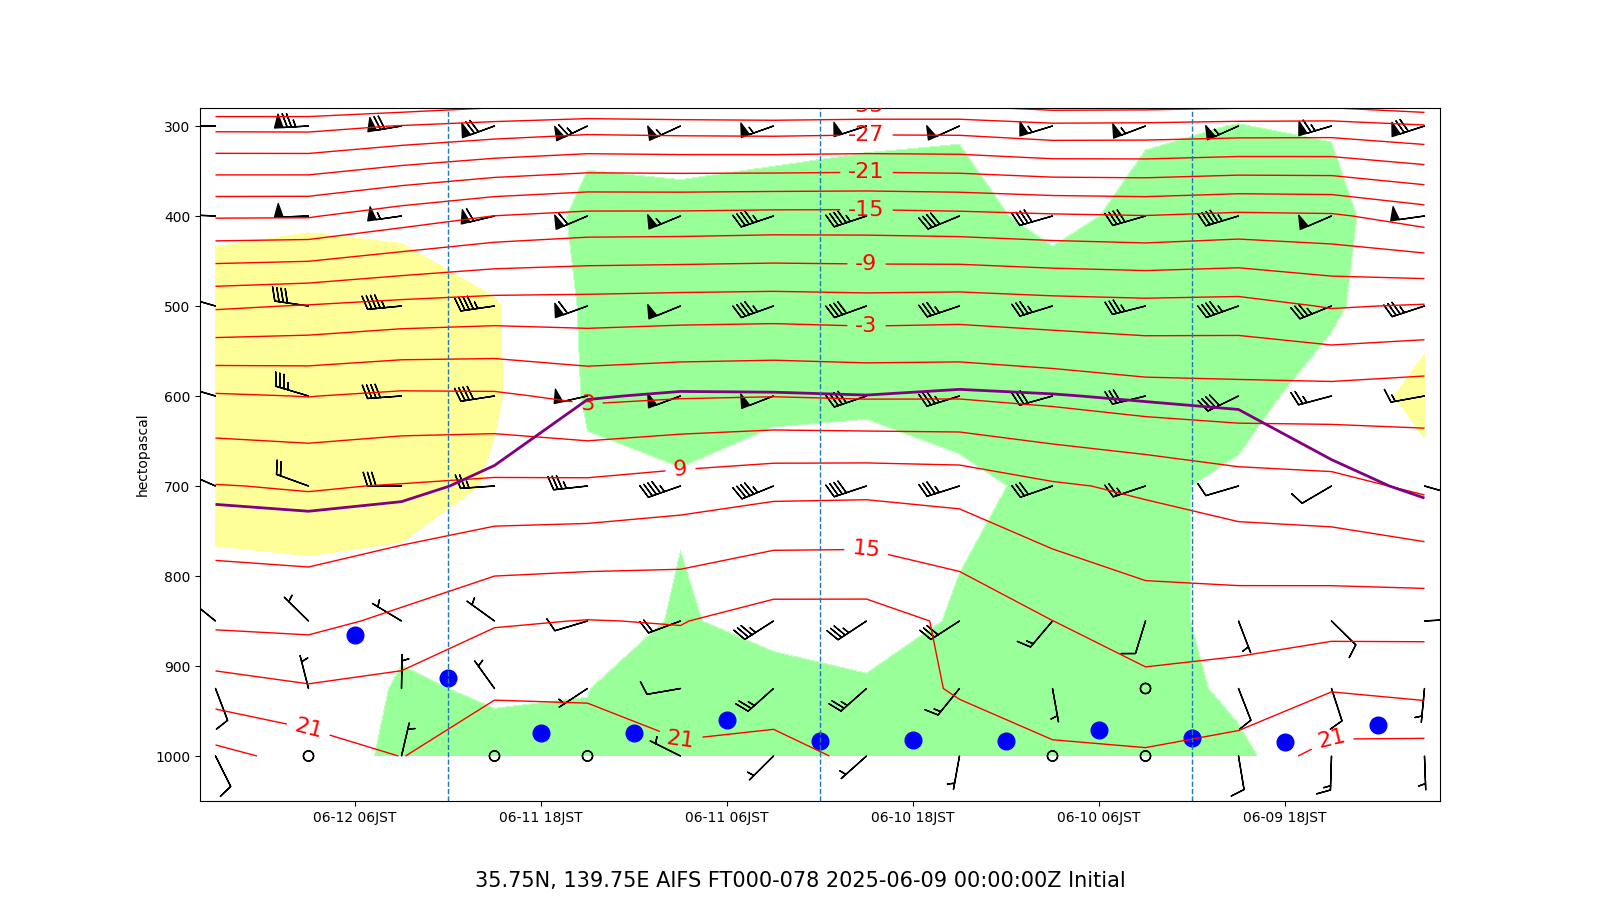 300
400
500
600
700
800
900
1000
hectopascal
-27
-21
-15
-9
-3
3
9
15
21
21
21
06-12 06JST
06-11 18JST
06-11 06JST
06-10 18JST
06-10 06JST
06-09 18JST
35.75N, 139.75E AIFS FT000-078 2025-06-09 00:00:00Z Initial